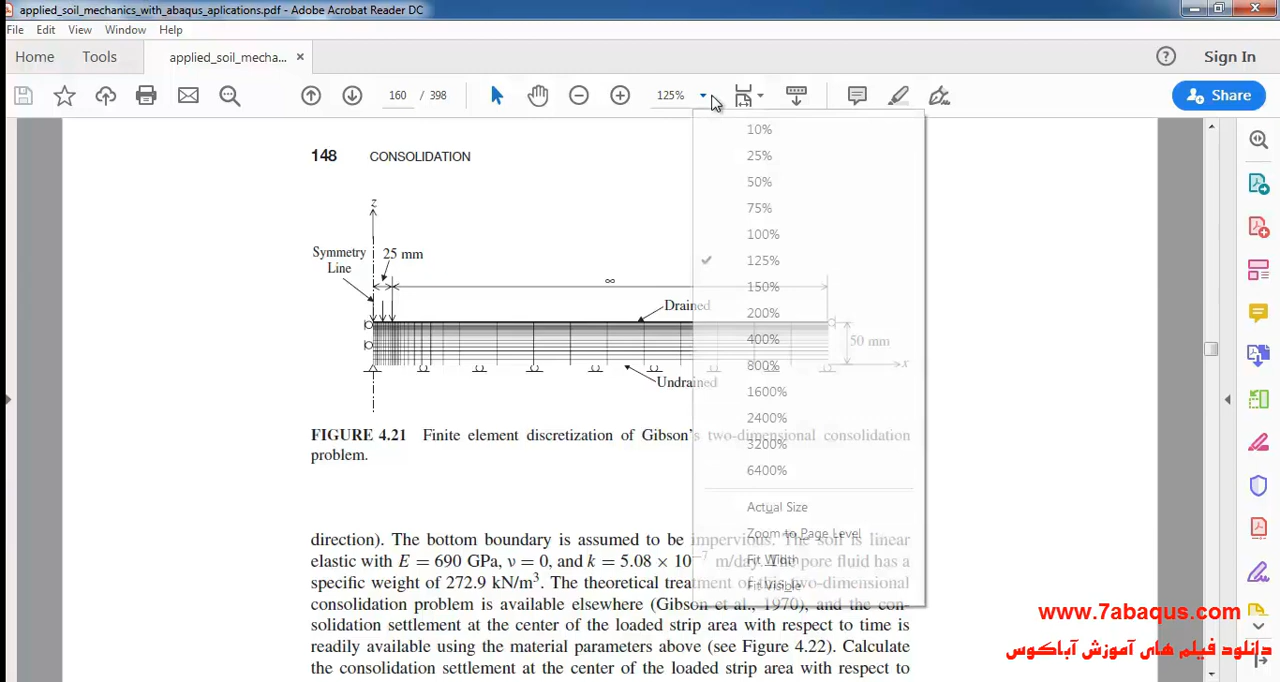 applied_soil_mechanics_with_abaqus_aplications.pdf - Adobe Acrobat Reader DC
File Edit View Window Help
Home Tools applied_soil_mecha... × Sign In
160 / 398 125% Share
10%
25%
50%
75%
100%
125%
150%
200%
400%
800%
1600%
2400%
3200%
6400%
Actual Size
Zoom to Page Level
Fit Width
Fit Visible
148 CONSOLIDATION
z
Symmetry
Line
25 mm
∞
Drained
50 mm
x
Undrained
FIGURE 4.21 Finite element discretization of Gibson's two-dimensional consolidation
problem.
direction). The bottom boundary is assumed to be impervious. The soil is linear
elastic with E = 690 GPa, ν = 0, and k = 5.08 × 10⁻⁷ m/day. The pore fluid has a
specific weight of 272.9 kN/m³. The theoretical treatment of this two-dimensional
consolidation problem is available elsewhere (Gibson et al., 1970), and the con-
solidation settlement at the center of the loaded strip area with respect to time is
readily available using the material parameters above (see Figure 4.22). Calculate
the consolidation settlement at the center of the loaded strip area with respect to
www.7abaqus.com
دانلود فیلم های آموزش آباکوس